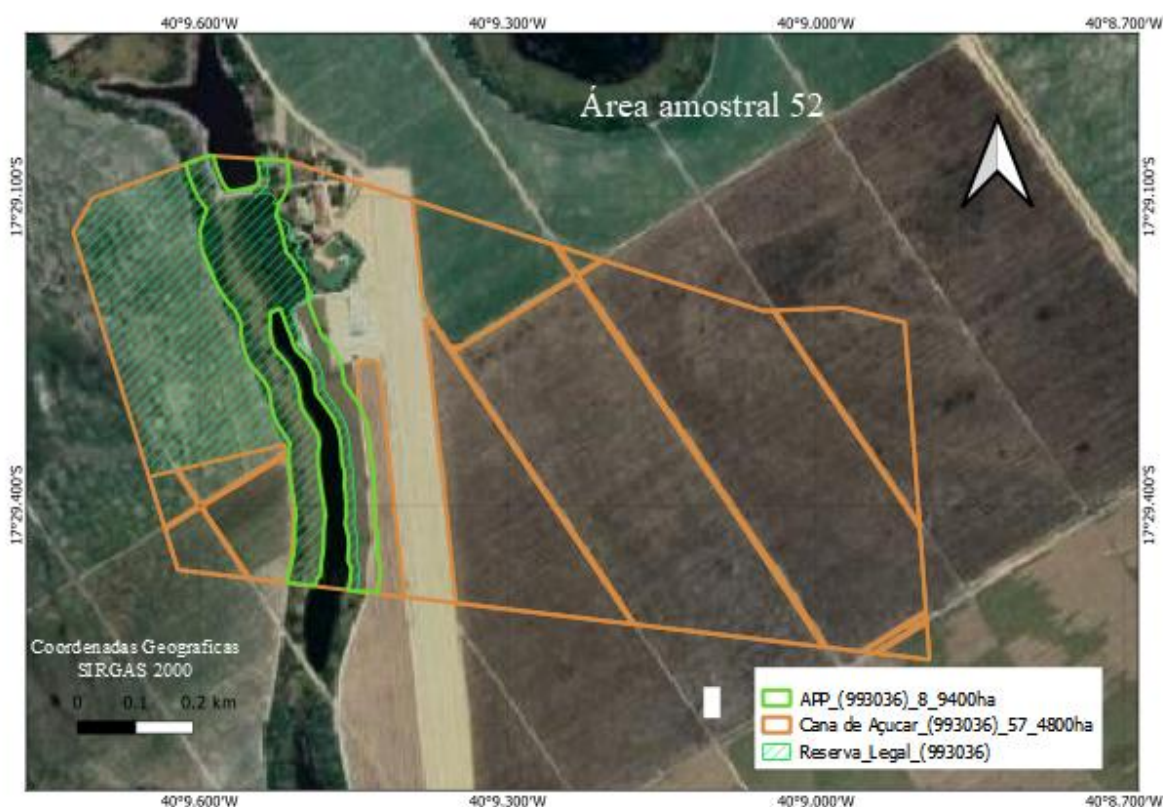 40°9.600'W 40°9.300'W 40°9.000'W 40°8.700'W
Área amostral 52
17°29.100'S 17°29.100'S
17°29.400'S 17°29.400'S
Coordenadas Geograficas
SIRGAS 2000
0 0.1 0.2 km
APP_(993036)_8_9400ha
Cana de Açucar_(993036)_57_4800ha
Reserva_Legal_(993036)
40°9.600'W 40°9.300'W 40°9.000'W 40°8.700'W